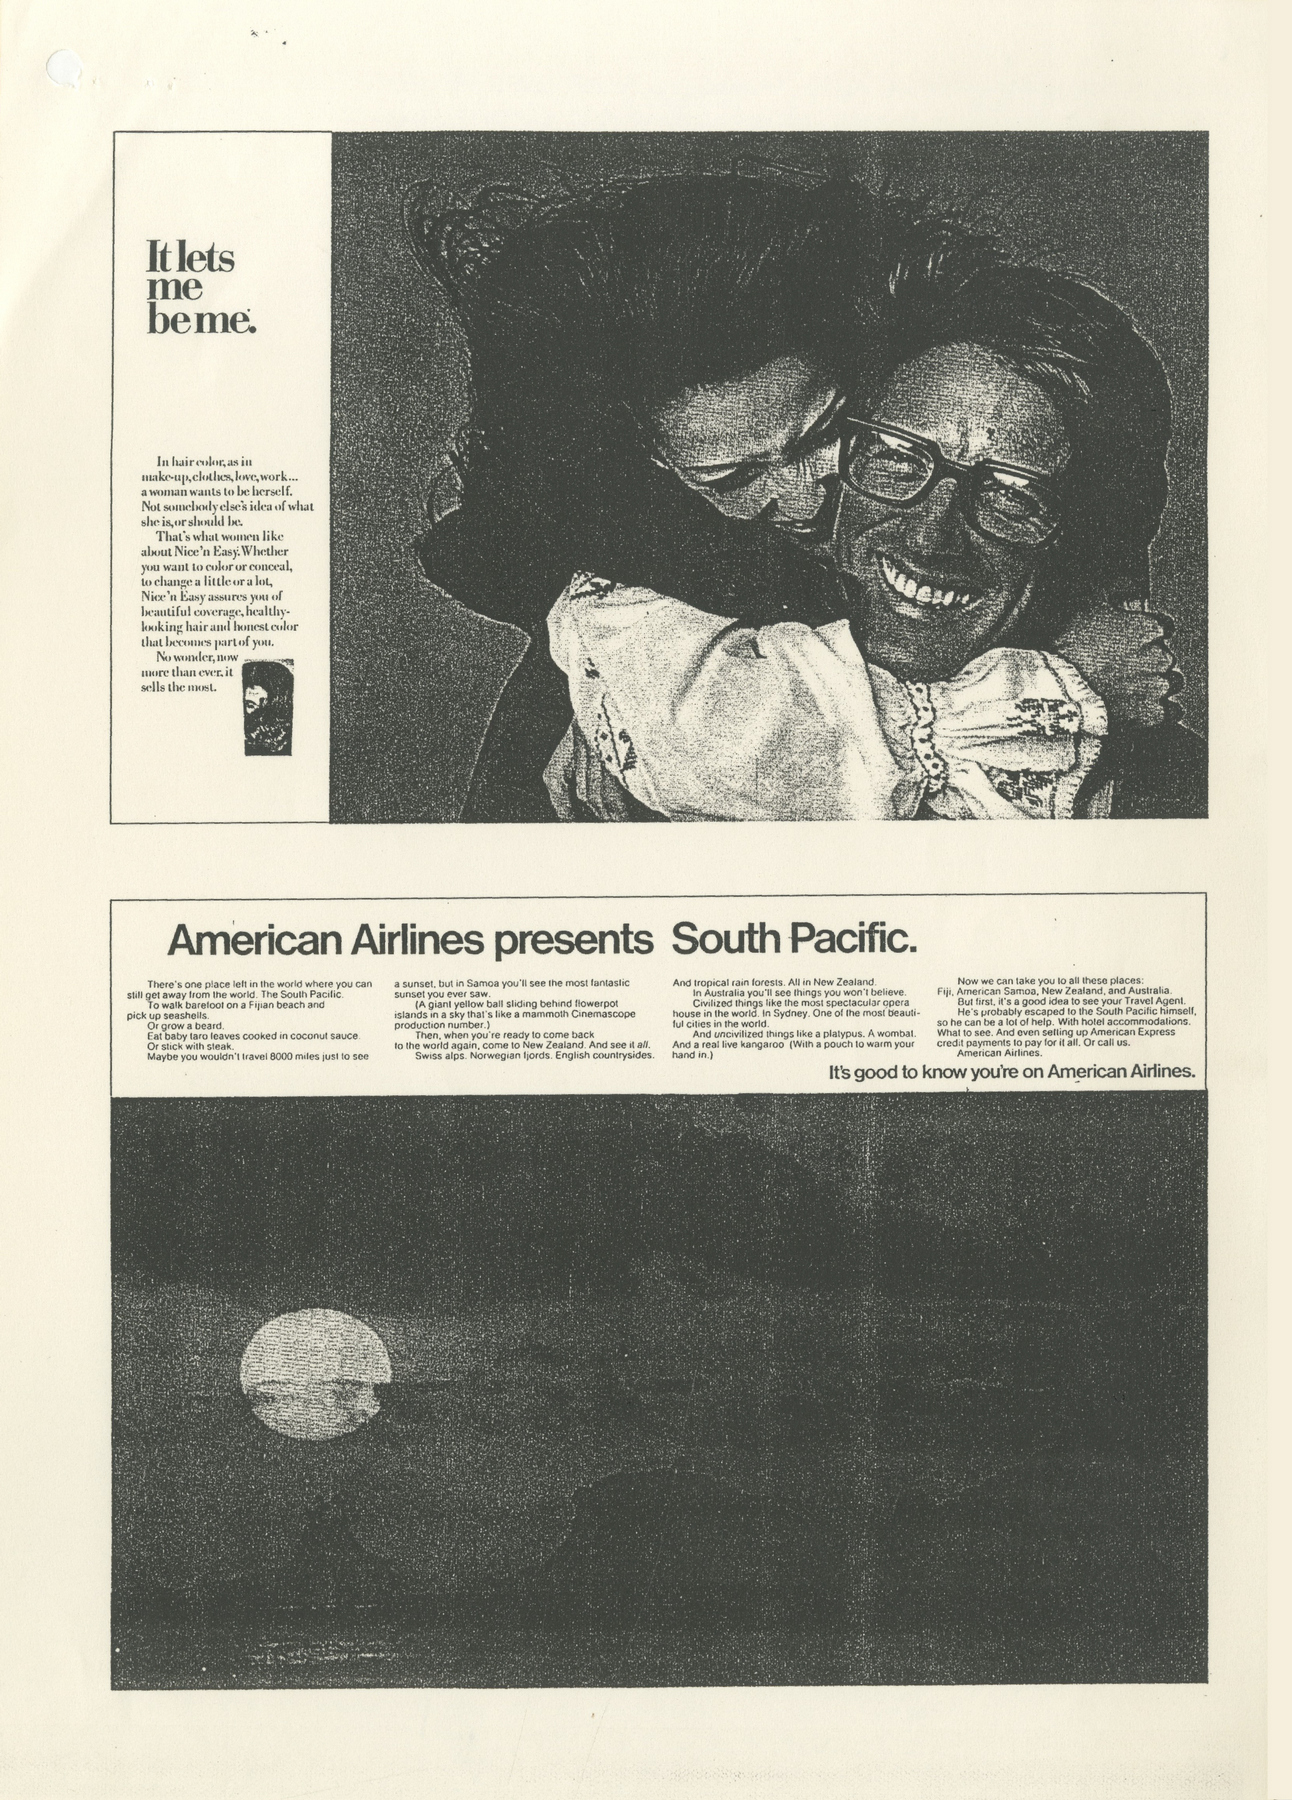 It lets
me
be me.
In hair color, as in
make-up, clothes, love, work...
a woman wants to be herself.
Not somebody else's idea of what
she is, or should be.
That's what women like
about Nice'n Easy. Whether
you want to color or conceal,
to change a little or a lot,
Nice'n Easy assures you of
beautiful coverage, healthy-
looking hair and honest color
that becomes part of you.
No wonder, now
more than ever, it
sells the most.
American Airlines presents South Pacific.
There's one place left in the world where you can
still get away from the world. The South Pacific.
To walk barefoot on a Fijian beach and
pick up seashells.
Or grow a beard.
Eat baby taro leaves cooked in coconut sauce.
Or stick with steak.
Maybe you wouldn't travel 8000 miles just to see
a sunset, but in Samoa you'll see the most fantastic
sunset you ever saw.
(A giant yellow ball sliding behind flowerpot
islands in a sky that's like a mammoth Cinemascope
production number.)
Then, when you're ready to come back
to the world again, come to New Zealand. And see it all.
Swiss alps. Norwegian fjords. English countrysides.
And tropical rain forests. All in New Zealand.
In Australia you'll see things you won't believe.
Civilized things like the most spectacular opera
house in the world. In Sydney. One of the most beauti-
ful cities in the world.
And uncivilized things like a platypus. A wombat.
And a real live kangaroo (With a pouch to warm your
hand in.)
Now we can take you to all these places:
Fiji, American Samoa, New Zealand, and Australia.
But first, it's a good idea to see your Travel Agent.
He's probably escaped to the South Pacific himself,
so he can be a lot of help. With hotel accommodations.
What to see. And even setting up American Express
credit payments to pay for it all. Or call us.
American Airlines.
It's good to know you're on American Airlines.